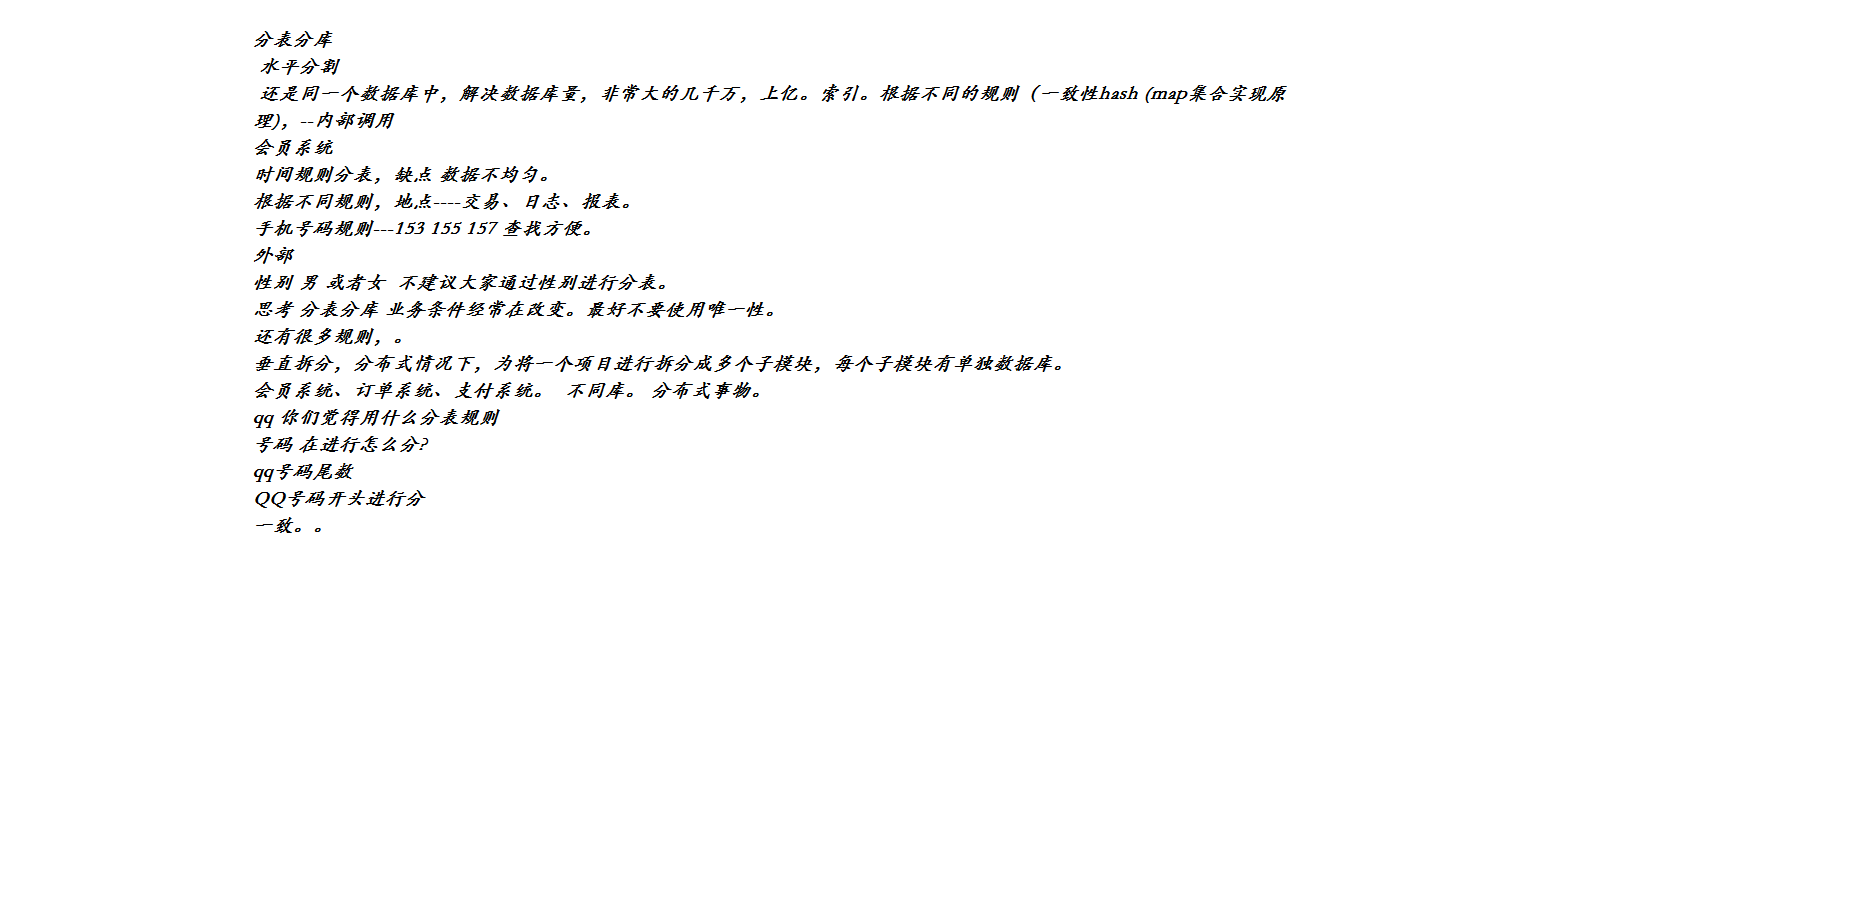 分表分库
水平分割
还是同一个数据库中，解决数据库量，非常大的几千万，上亿。索引。根据不同的规则（一致性hash (map集合实现原
理)，--内部调用
会员系统
时间规则分表，缺点 数据不均匀。
根据不同规则，地点----交易、日志、报表。
手机号码规则---153 155 157 查找方便。
外部
性别 男 或者女  不建议大家通过性别进行分表。
思考 分表分库 业务条件经常在改变。最好不要使用唯一性。
还有很多规则，。
垂直拆分，分布式情况下，为将一个项目进行拆分成多个子模块，每个子模块有单独数据库。
会员系统、订单系统、支付系统。  不同库。 分布式事物。
qq 你们觉得用什么分表规则
号码 在进行怎么分?
qq号码尾数
QQ号码开头进行分
一致。。